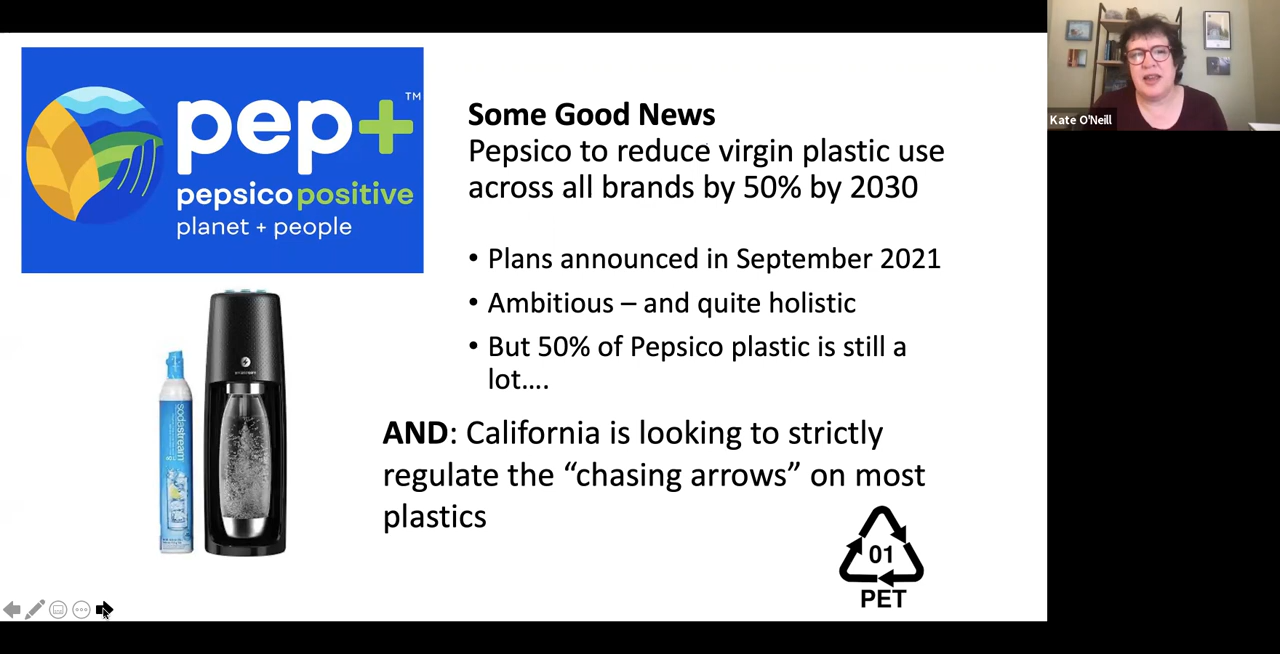 pep+™
pepsico positive
planet + people
Some Good News
Pepsico to reduce virgin plastic use
across all brands by 50% by 2030
• Plans announced in September 2021
• Ambitious – and quite holistic
• But 50% of Pepsico plastic is still a
lot....
AND: California is looking to strictly
regulate the “chasing arrows” on most
plastics
sodastream
01
PET
Kate O'Neill